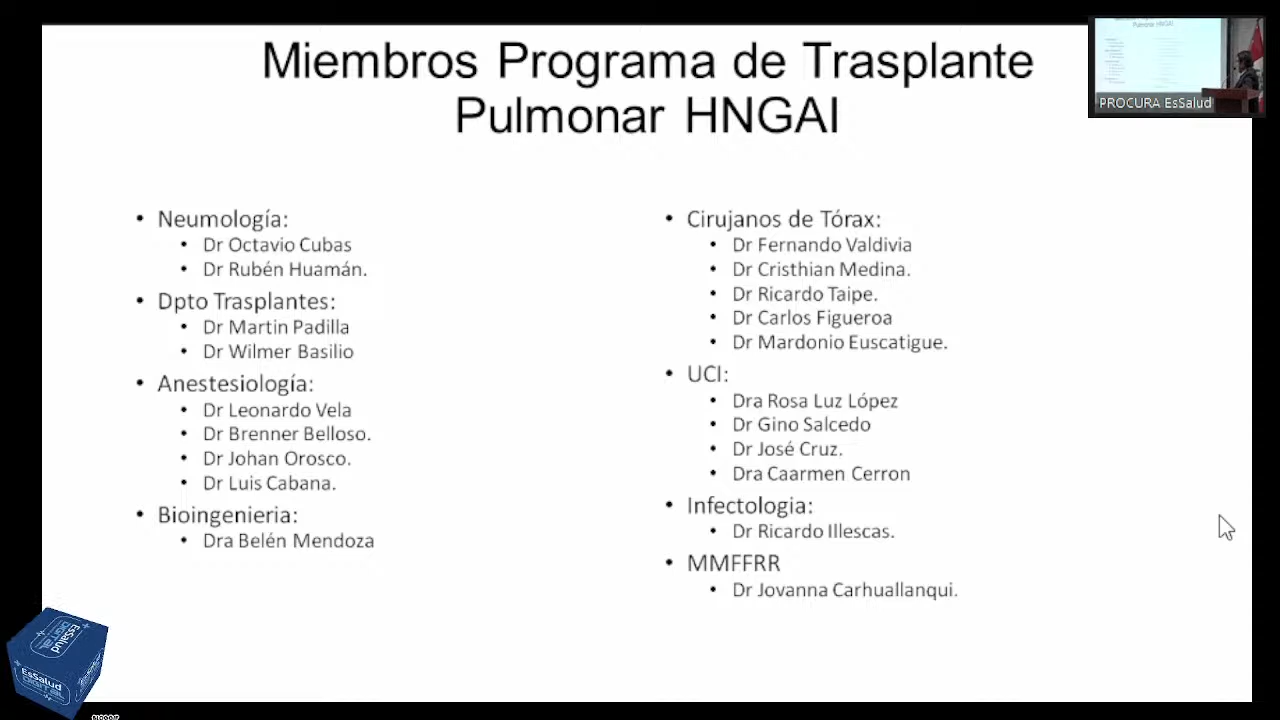 Miembros Programa de Trasplante
Pulmonar HNGAI
PROCURA EsSalud
• Neumología:
• Dr Octavio Cubas
• Dr Rubén Huamán.
• Dpto Trasplantes:
• Dr Martin Padilla
• Dr Wilmer Basilio
• Anestesiología:
• Dr Leonardo Vela
• Dr Brenner Belloso.
• Dr Johan Orosco.
• Dr Luis Cabana.
• Bioingenieria:
• Dra Belén Mendoza
• Cirujanos de Tórax:
• Dr Fernando Valdivia
• Dr Cristhian Medina.
• Dr Ricardo Taipe.
• Dr Carlos Figueroa
• Dr Mardonio Euscatigue.
• UCI:
• Dra Rosa Luz López
• Dr Gino Salcedo
• Dr José Cruz.
• Dra Caarmen Cerron
• Infectologia:
• Dr Ricardo Illescas.
• MMFFRR
• Dr Jovanna Carhuallanqui.
EsSalud
EsSalud